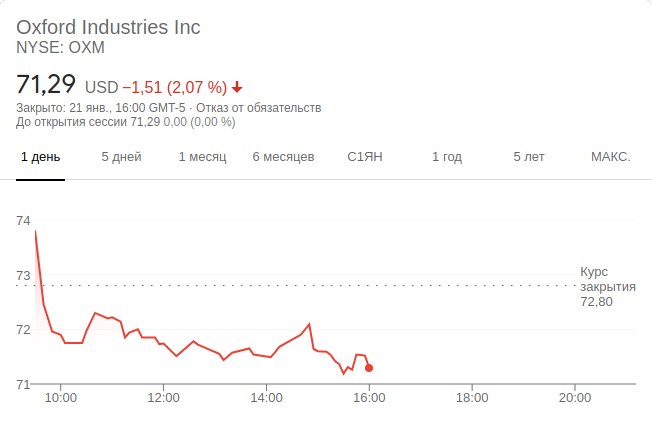 Oxford Industries Inc
NYSE: OXM
71,29 USD −1,51 (2,07 %)
Закрыто: 21 янв., 16:00 GMT-5 · Отказ от обязательств
До открытия сессии 71,29 0,00 (0,00 %)
1 день 5 дней 1 месяц 6 месяцев С1ЯН 1 год 5 лет МАКС.
74
73
72
71
Курс
закрытия
72,80
10:00 12:00 14:00 16:00 18:00 20:00